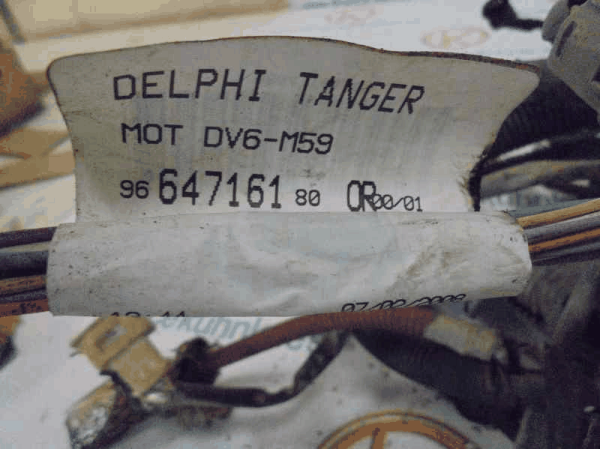 DELPHI TANGER
MOT DV6-M59
96 647161 80 OR00/01